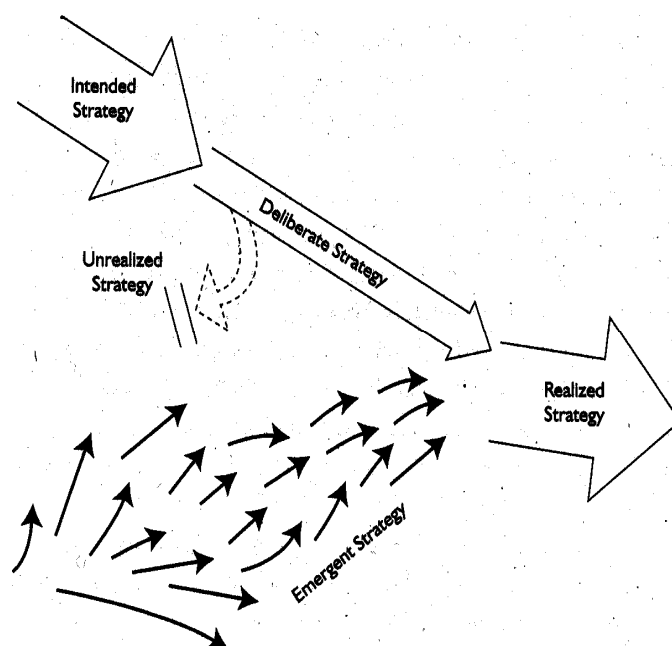 Intended
Strategy
Deliberate Strategy
Unrealized
Strategy
Realized
Strategy
Emergent Strategy